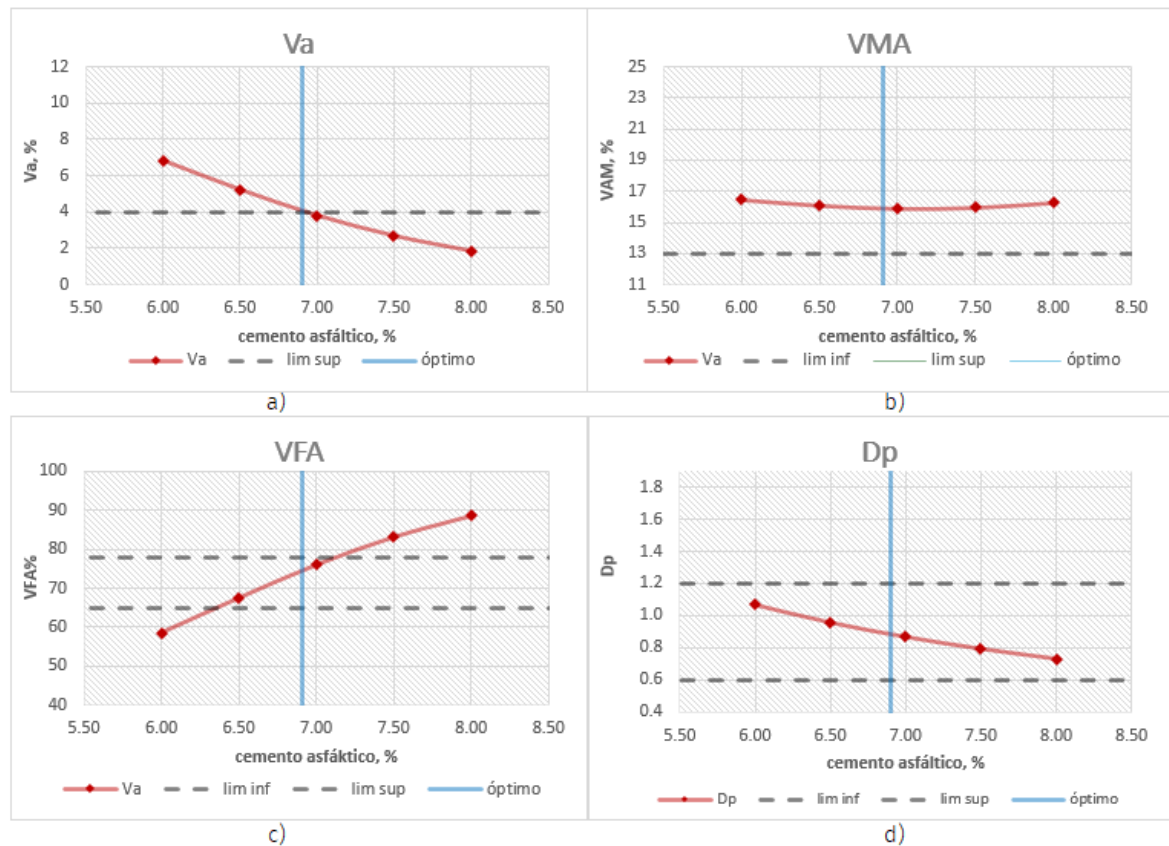 Va
Va, %
12
10
8
6
4
2
0
5.50 6.00 6.50 7.00 7.50 8.00 8.50
cemento asfáltico, %
Va lim sup óptimo
a)
VMA
VAM, %
25
23
21
19
17
15
13
11
5.50 6.00 6.50 7.00 7.50 8.00 8.50
cemento asfáltico, %
Va lim inf lim sup óptimo
b)
VFA
VFA%
100
90
80
70
60
50
40
5.50 6.00 6.50 7.00 7.50 8.00 8.50
cemento asfáktico, %
Va lim inf lim sup óptimo
c)
Dp
Dp
1.8
1.6
1.4
1.2
1.0
0.8
0.6
0.4
5.50 6.00 6.50 7.00 7.50 8.00 8.50
cemento asfáltico, %
Dp lim inf lim sup óptimo
d)